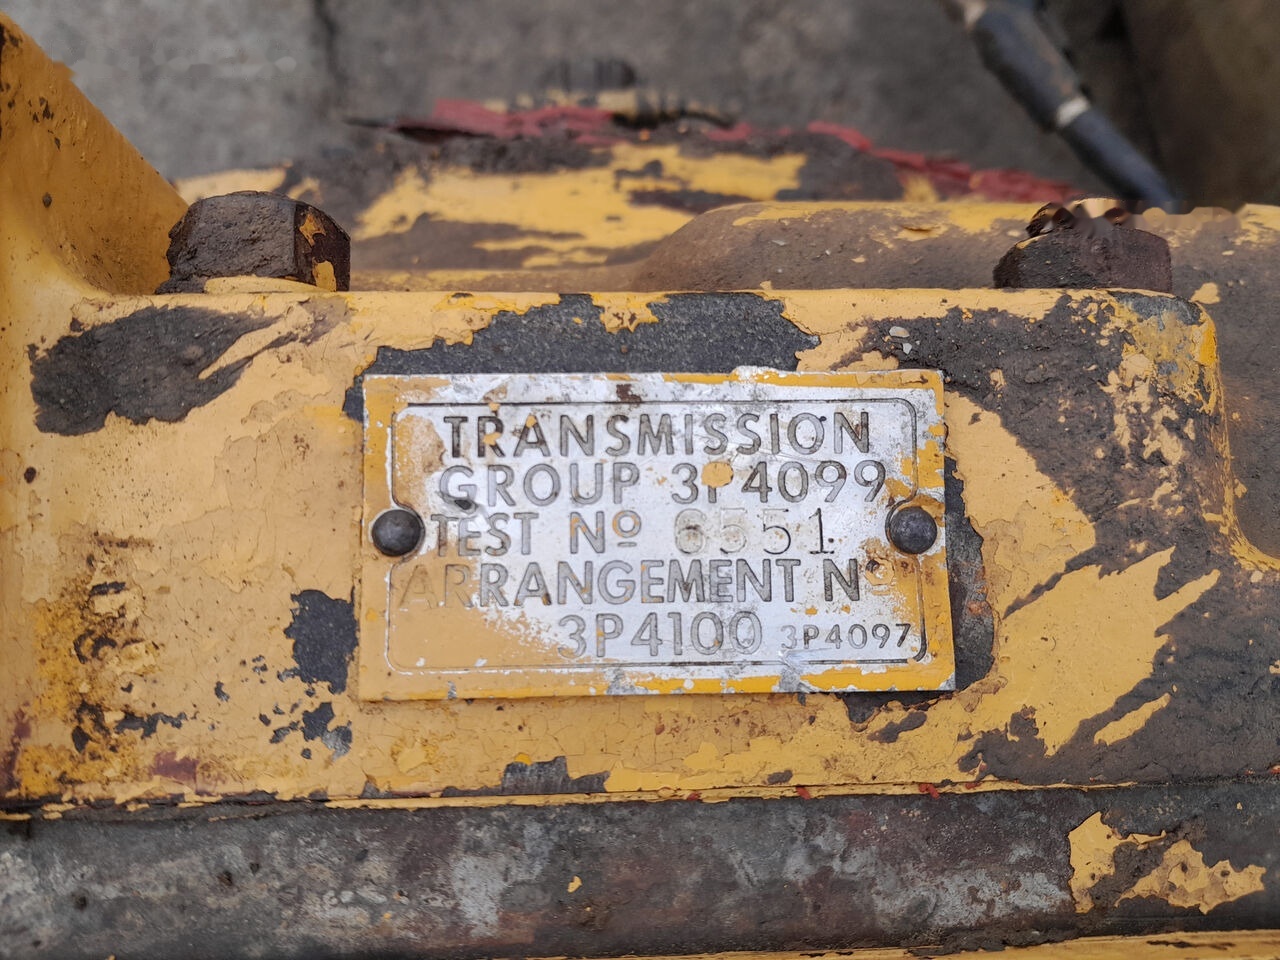 TRANSMISSION
GROUP 3P4099
TEST Nº 6551
ARRANGEMENT Nº
3P4100 3P4097